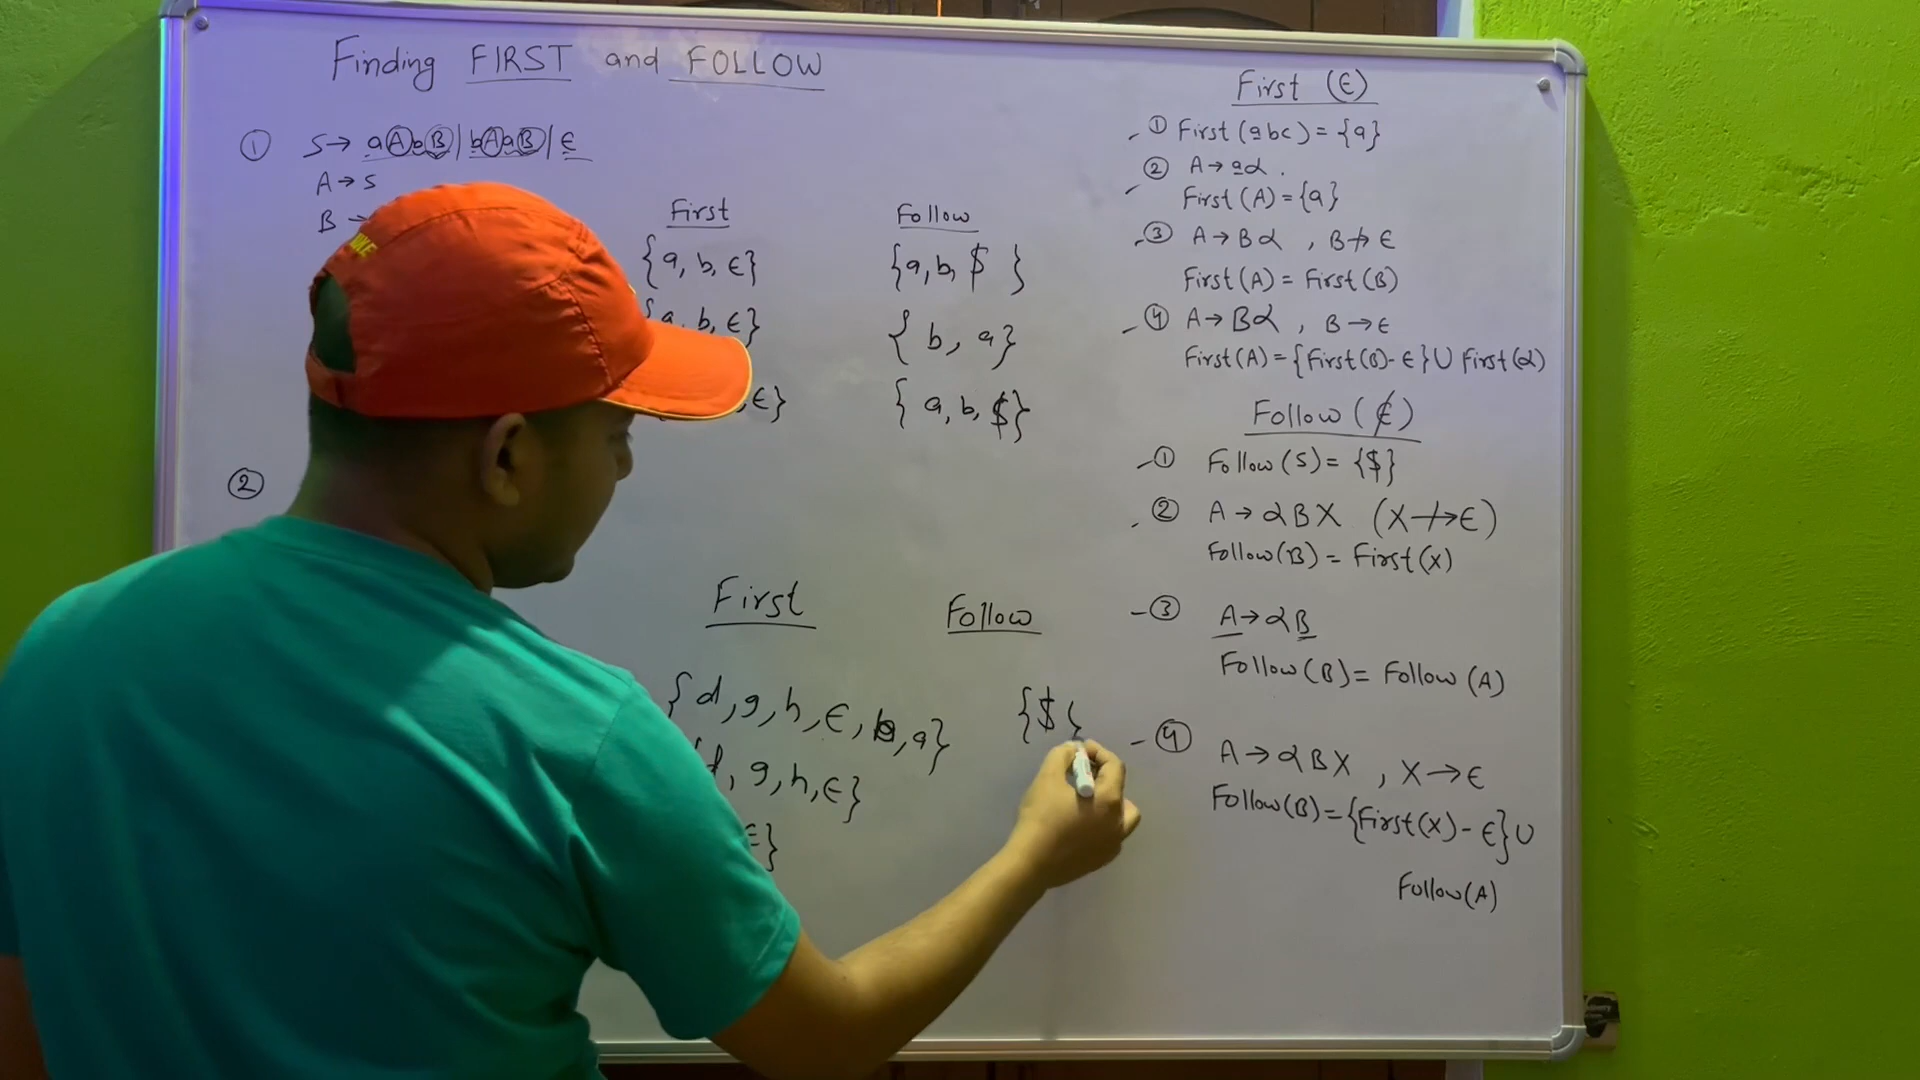 Finding FIRST and FOLLOW
① S→ aAbB | bAaB | ε
A→ S
B →
First Follow
{a, b, ε} {a, b, $ }
{a, b, ε} { b, a}
, ε} { a, b, $}
②
First Follow
{d, g, h, ε, b, a} {$}
d, g, h, ε}
ε}
First (ε)
① First (abc) = {a}
② A→ aα .
First (A) = {a}
③ A→ Bα , B↛ ε
First (A) = First (B)
④ A→ Bα , B→ε
First (A) = {First (B) - ε } ∪ First (α)
Follow (ε̸)
① Follow (S) = {$}
② A→ αBX (X↛ε)
Follow (B) = First (X)
③ A→ αB
Follow (B) = Follow (A)
④ A→ αBX , X→ε
Follow (B) = {First (X) - ε} ∪
Follow (A)
NIKE